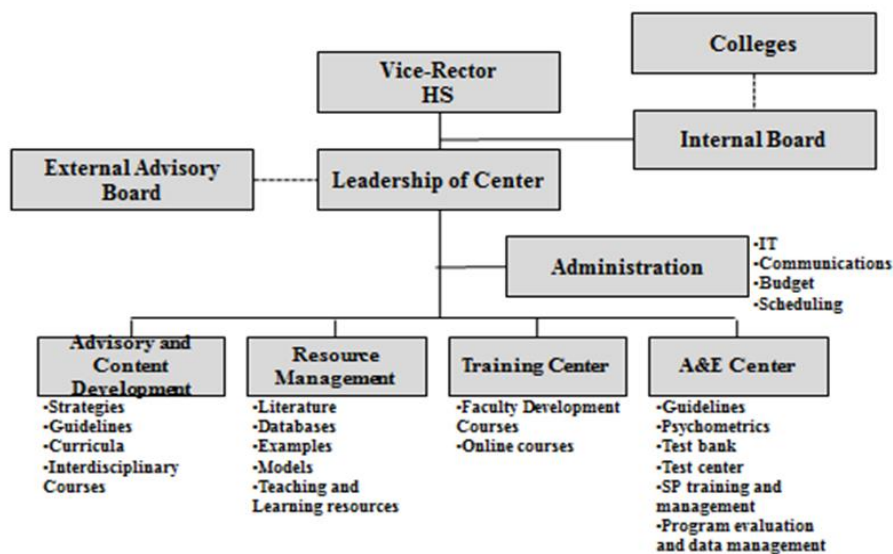 Colleges
Vice-Rector
HS
Internal Board
External Advisory
Board
Leadership of Center
Administration
•IT
•Communications
•Budget
•Scheduling
Advisory and
Content
Development
•Strategies
•Guidelines
•Curricula
•Interdisciplinary
Courses
Resource
Management
•Literature
•Databases
•Examples
•Models
•Teaching and
Learning resources
Training Center
•Faculty Development
Courses
•Online courses
A&E Center
•Guidelines
•Psychometrics
•Test bank
•Test center
•SP training and
management
•Program evaluation
and data management